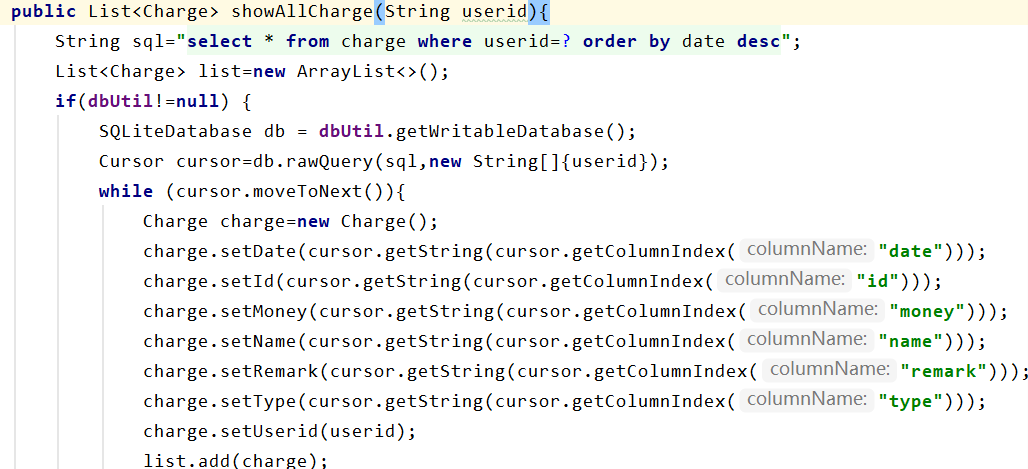 public List<Charge> showAllCharge(String userid){
String sql="select * from charge where userid=? order by date desc";
List<Charge> list=new ArrayList<>();
if(dbUtil!=null) {
SQLiteDatabase db = dbUtil.getWritableDatabase();
Cursor cursor=db.rawQuery(sql,new String[]{userid});
while (cursor.moveToNext()){
Charge charge=new Charge();
charge.setDate(cursor.getString(cursor.getColumnIndex( columnName: "date")));
charge.setId(cursor.getString(cursor.getColumnIndex( columnName: "id")));
charge.setMoney(cursor.getString(cursor.getColumnIndex( columnName: "money")));
charge.setName(cursor.getString(cursor.getColumnIndex( columnName: "name")));
charge.setRemark(cursor.getString(cursor.getColumnIndex( columnName: "remark")));
charge.setType(cursor.getString(cursor.getColumnIndex( columnName: "type")));
charge.setUserid(userid);
list.add(charge);